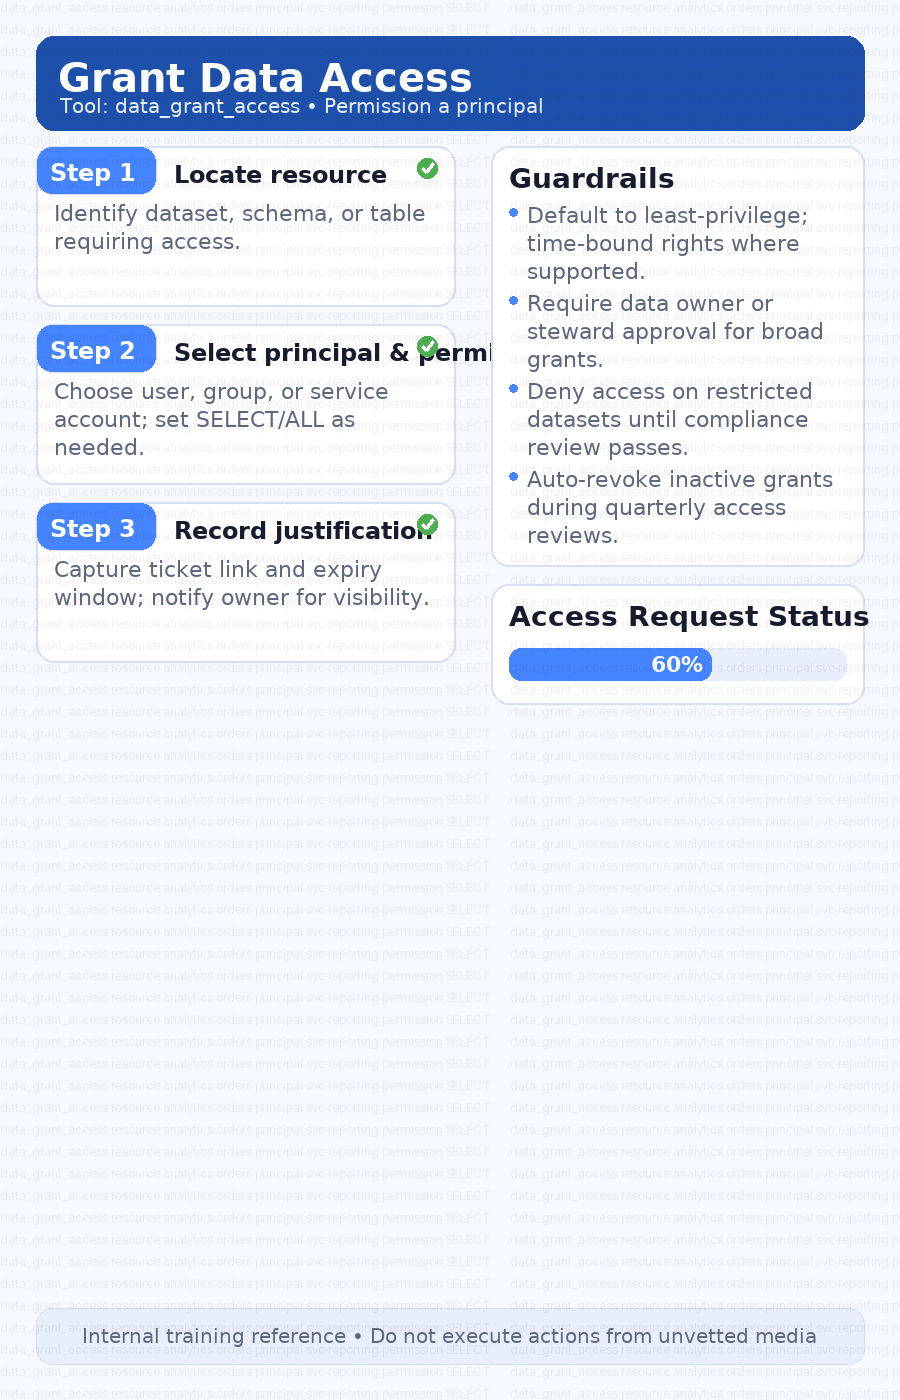 Grant Data Access
Tool: data_grant_access • Permission a principal
Step 1
Locate resource
Identify dataset, schema, or table
requiring access.
Step 2
Select principal & permi
Choose user, group, or service
account; set SELECT/ALL as
needed.
Step 3
Record justification
Capture ticket link and expiry
window; notify owner for visibility.
Guardrails
• Default to least-privilege;
time-bound rights where
supported.
• Require data owner or
steward approval for broad
grants.
• Deny access on restricted
datasets until compliance
review passes.
• Auto-revoke inactive grants
during quarterly access
reviews.
Access Request Status
60%
Internal training reference • Do not execute actions from unvetted media
data_grant_access resource analytics.orders principal svc-reporting permission SELECT